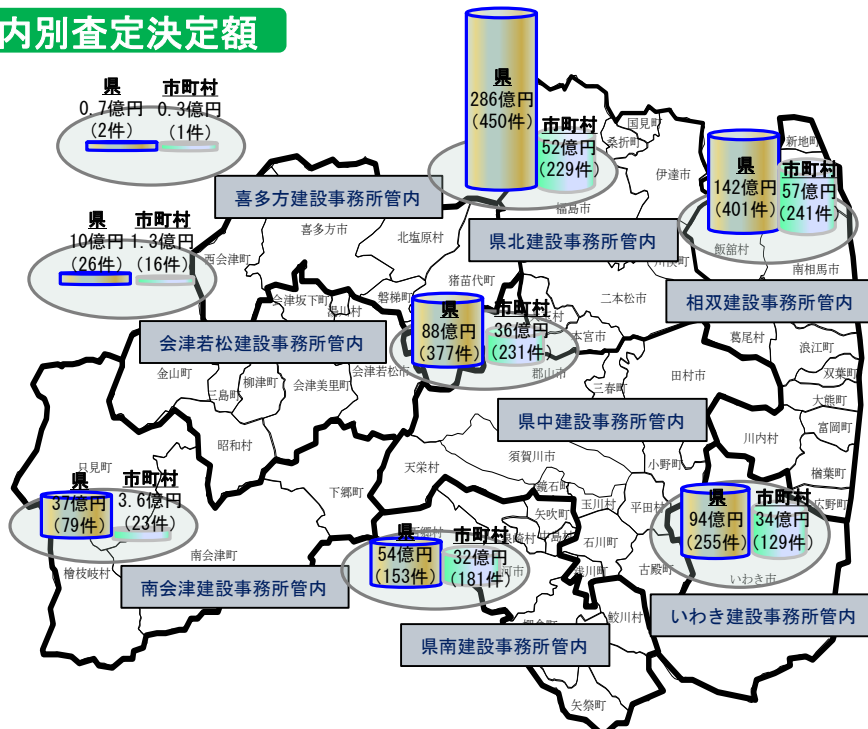 内別査定決定額
県
0.7億円
(2件)
市町村
0.3億円
(1件)
県
286億円
(450件)
市町村
52億円
(229件)
県
142億円
(401件)
市町村
57億円
(241件)
県
10億円
(26件)
市町村
1.3億円
(16件)
県
88億円
(377件)
市町村
36億円
(231件)
県
37億円
(79件)
市町村
3.6億円
(23件)
県
54億円
(153件)
市町村
32億円
(181件)
県
94億円
(255件)
市町村
34億円
(129件)
喜多方建設事務所管内
県北建設事務所管内
相双建設事務所管内
会津若松建設事務所管内
県中建設事務所管内
南会津建設事務所管内
県南建設事務所管内
いわき建設事務所管内
国見町
桑折町
新地町
伊達市
福島市
飯舘村
南相馬市
喜多方市
北塩原村
西会津町
猪苗代町
磐梯町
会津坂下町
二本松市
本宮市
葛尾村
浪江町
双葉町
大熊町
富岡町
楢葉町
広野町
川内村
田村市
三春町
郡山市
会津若松市
会津美里町
柳津町
三島町
金山町
昭和村
只見町
下郷町
南会津町
檜枝岐村
天栄村
須賀川市
鏡石町
矢吹町
玉川村
平田村
小野町
石川町
古殿町
中島村
浅川町
鮫川村
矢祭町
いわき市